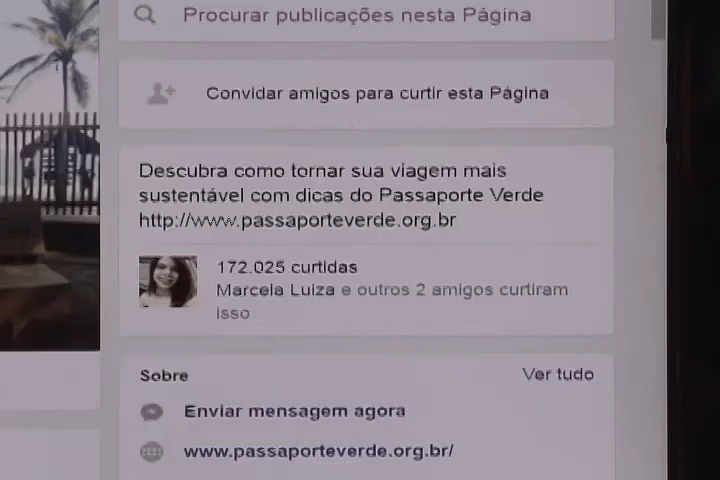 Procurar publicações nesta Página
Convidar amigos para curtir esta Página
Descubra como tornar sua viagem mais
sustentável com dicas do Passaporte Verde
http://www.passaporteverde.org.br
172.025 curtidas
Marcela Luiza e outros 2 amigos curtiram
isso
Sobre
Ver tudo
Enviar mensagem agora
www.passaporteverde.org.br/